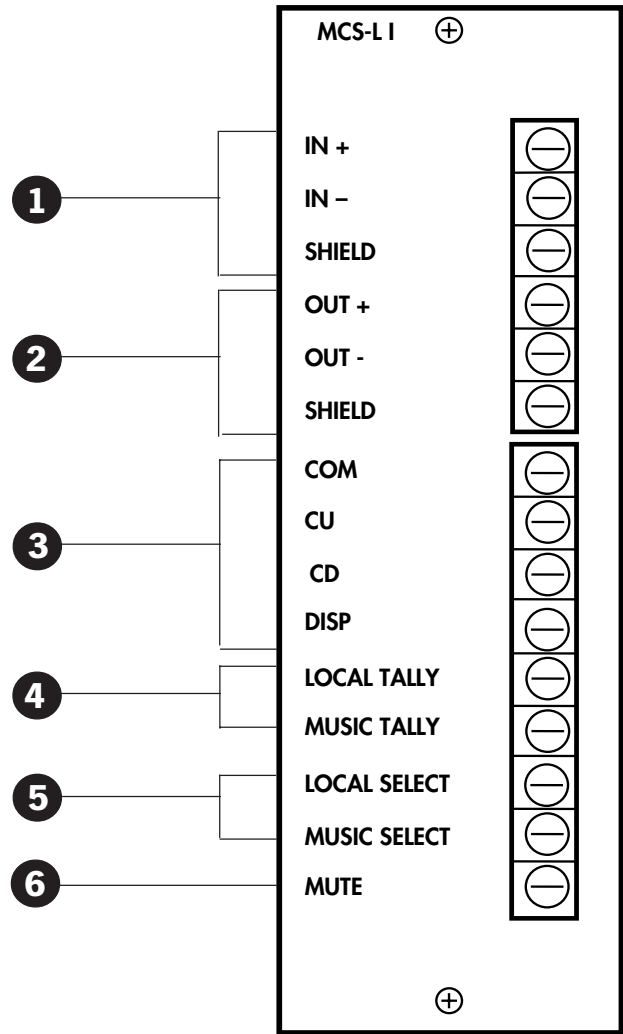 MCS-L I
IN +
IN –
SHIELD
1
OUT +
OUT -
SHIELD
2
COM
CU
CD
DISP
3
LOCAL TALLY
MUSIC TALLY
4
LOCAL SELECT
MUSIC SELECT
5
MUTE
6